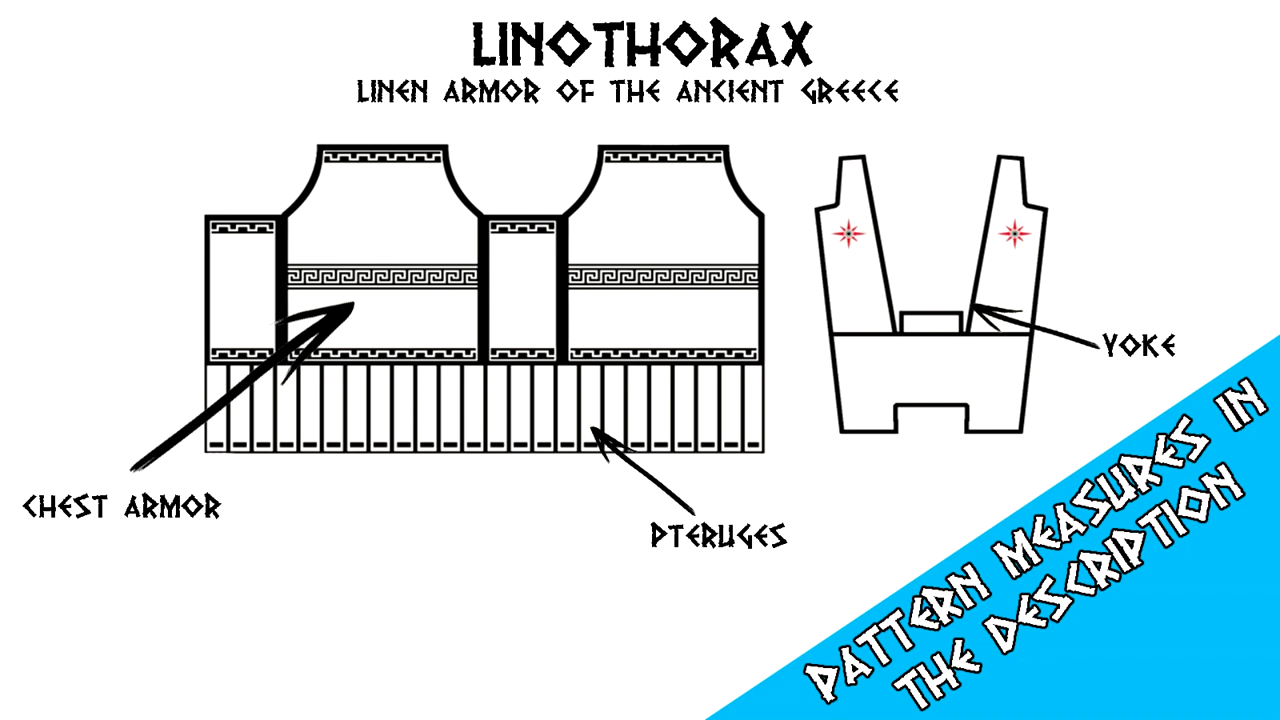 LINOTHORAX
LINEN ARMOR OF THE ANCIENT GREECE
YOKE
CHEST ARMOR
PTERUGES
PATTERN MEASURES IN
THE DESCRIPTION